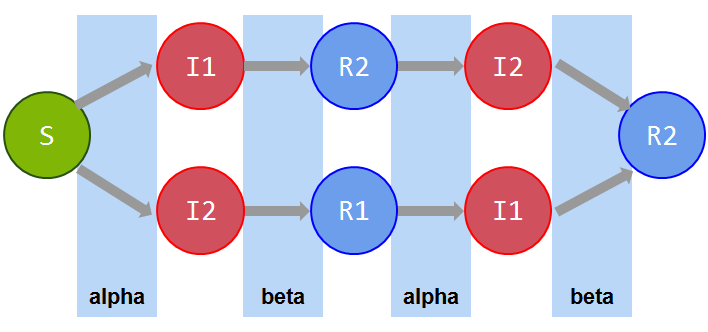 I1 R2 I2
S R2
I2 R1 I1
alpha beta alpha beta